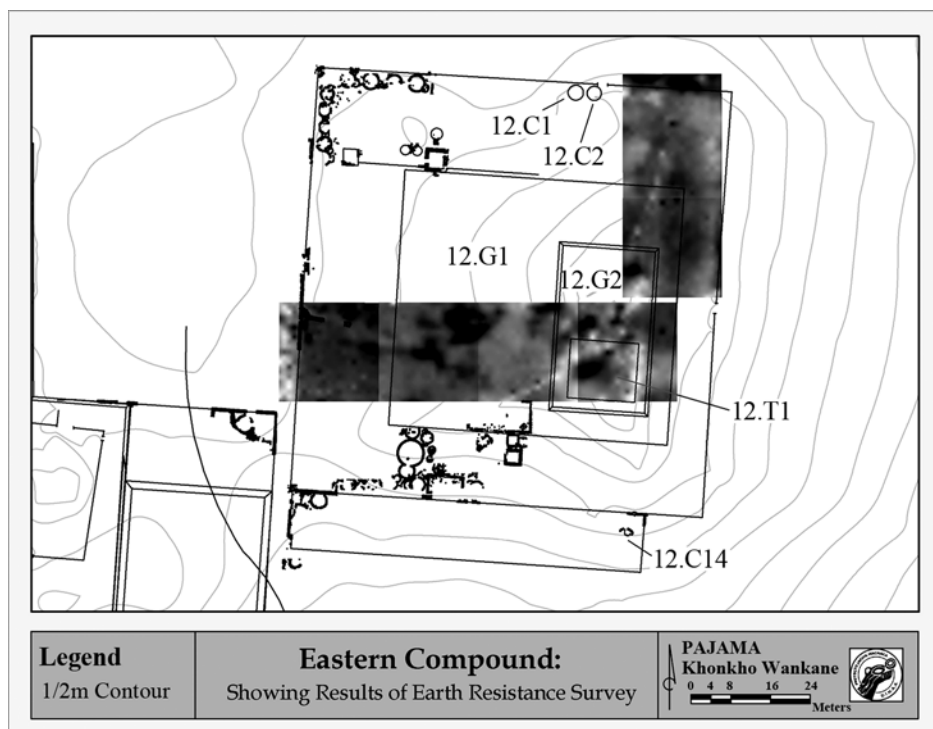 12.C1
12.C2
12.G1
12.G2
12.T1
12.C14
Legend
1/2m Contour
Eastern Compound:
Showing Results of Earth Resistance Survey
PAJAMA
Khonkho Wankane
0 4 8 16 24
Meters